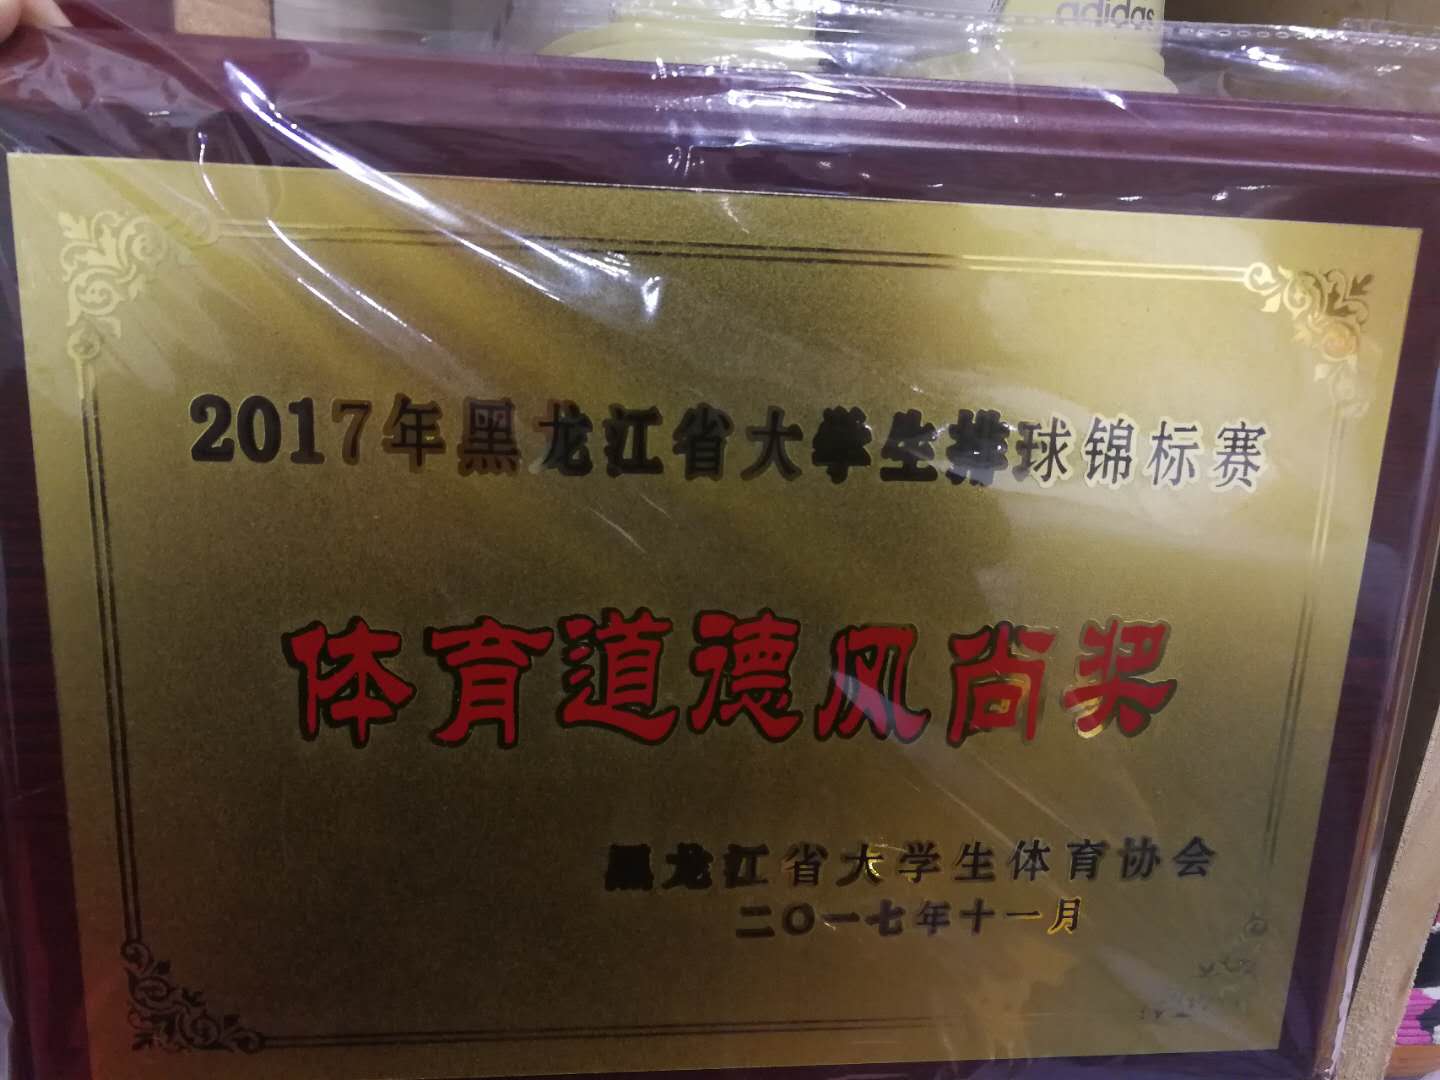 adidas
2017年黑龙江省大学生排球锦标赛
体育道德风尚奖
黑龙江省大学生体育协会
二〇一七年十一月